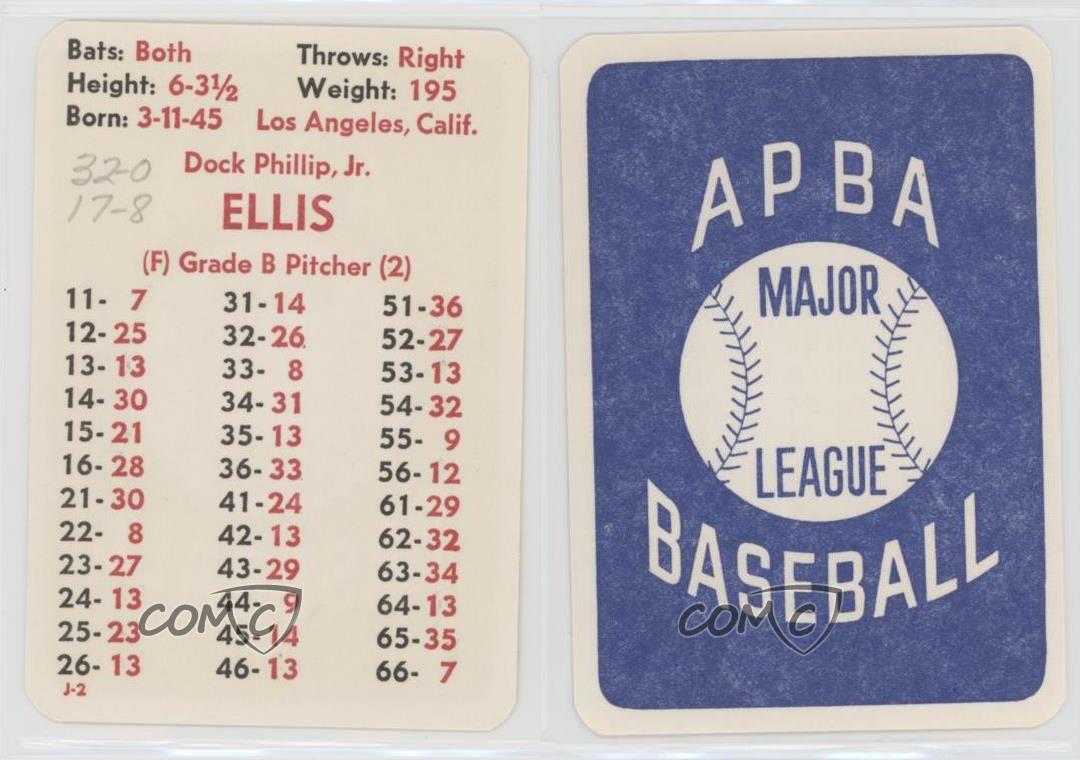 Bats: Both Throws: Right
Height: 6-3½ Weight: 195
Born: 3-11-45 Los Angeles, Calif.
32-0
17-8
Dock Phillip, Jr.
ELLIS
(F) Grade B Pitcher (2)
11- 7 31- 14 51- 36
12- 25 32- 26 52- 27
13- 13 33- 8 53- 13
14- 30 34- 31 54- 32
15- 21 35- 13 55- 9
16- 28 36- 33 56- 12
21- 30 41- 24 61- 29
22- 8 42- 13 62- 32
23- 27 43- 29 63- 34
24- 13 44- 9 64- 13
25- 23 45- 14 65- 35
26- 13 46- 13 66- 7
J-2
COMC
APBA
MAJOR
LEAGUE
BASEBALL
COMC